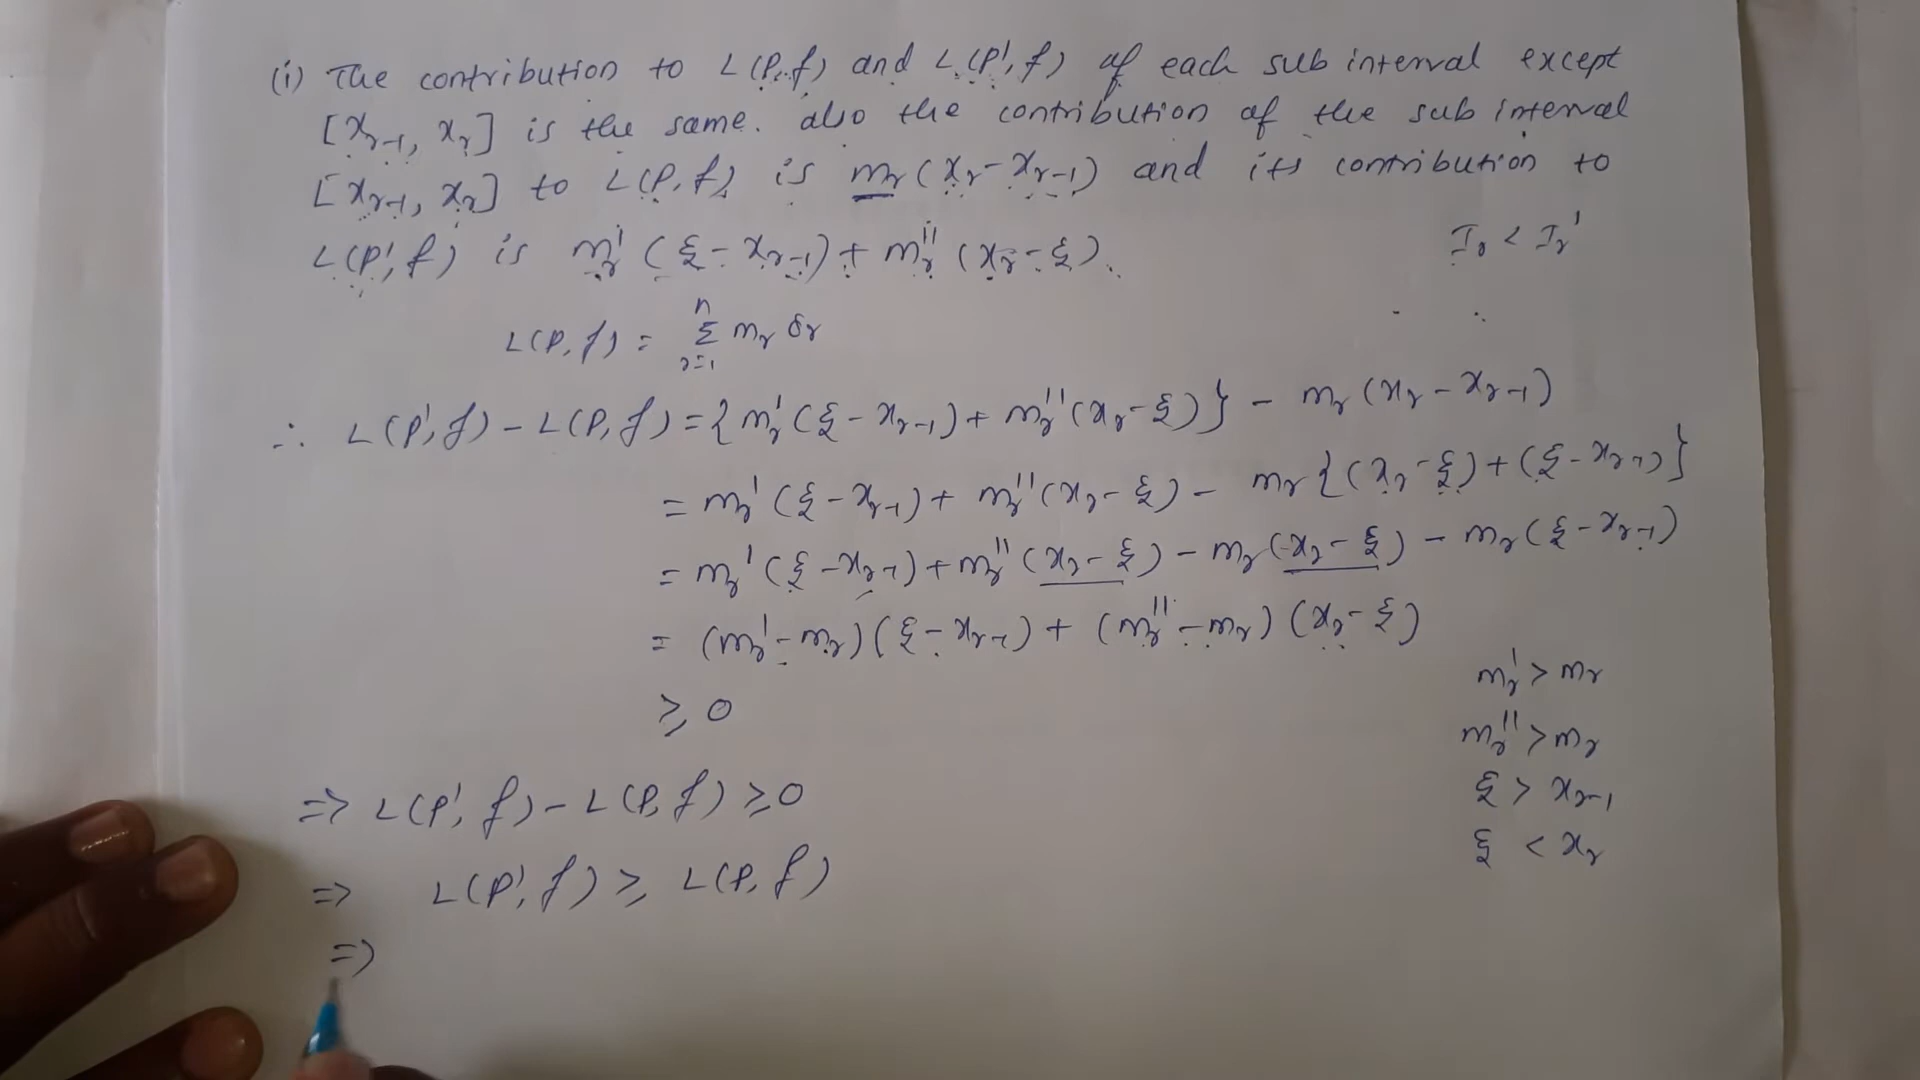 (i) The contribution to L(P,f) and L(P',f) of each sub interval except
[x_{r-1}, x_r] is the same. also the contribution of the sub interval
[x_{r-1}, x_r] to L(P,f) is m_r(x_r - x_{r-1}) and its contribution to
L(P',f) is m_r'(ξ - x_{r-1}) + m_r''(x_r - ξ).
I_r < I_r'
L(P,f) = Σ_{r=1}^{n} m_r δ_r
∴ L(P',f) - L(P,f) = {m_r'(ξ - x_{r-1}) + m_r''(x_r - ξ)} - m_r(x_r - x_{r-1})
= m_r'(ξ - x_{r-1}) + m_r''(x_r - ξ) - m_r{(x_r - ξ) + (ξ - x_{r-1})}
= m_r'(ξ - x_{r-1}) + m_r''(x_r - ξ) - m_r(x_r - ξ) - m_r(ξ - x_{r-1})
= (m_r' - m_r)(ξ - x_{r-1}) + (m_r'' - m_r)(x_r - ξ)
≥ 0
m_r' > m_r
m_r'' > m_r
ξ > x_{r-1}
ξ < x_r
⇒ L(P',f) - L(P,f) ≥ 0
⇒ L(P',f) ≥ L(P,f)
⇒